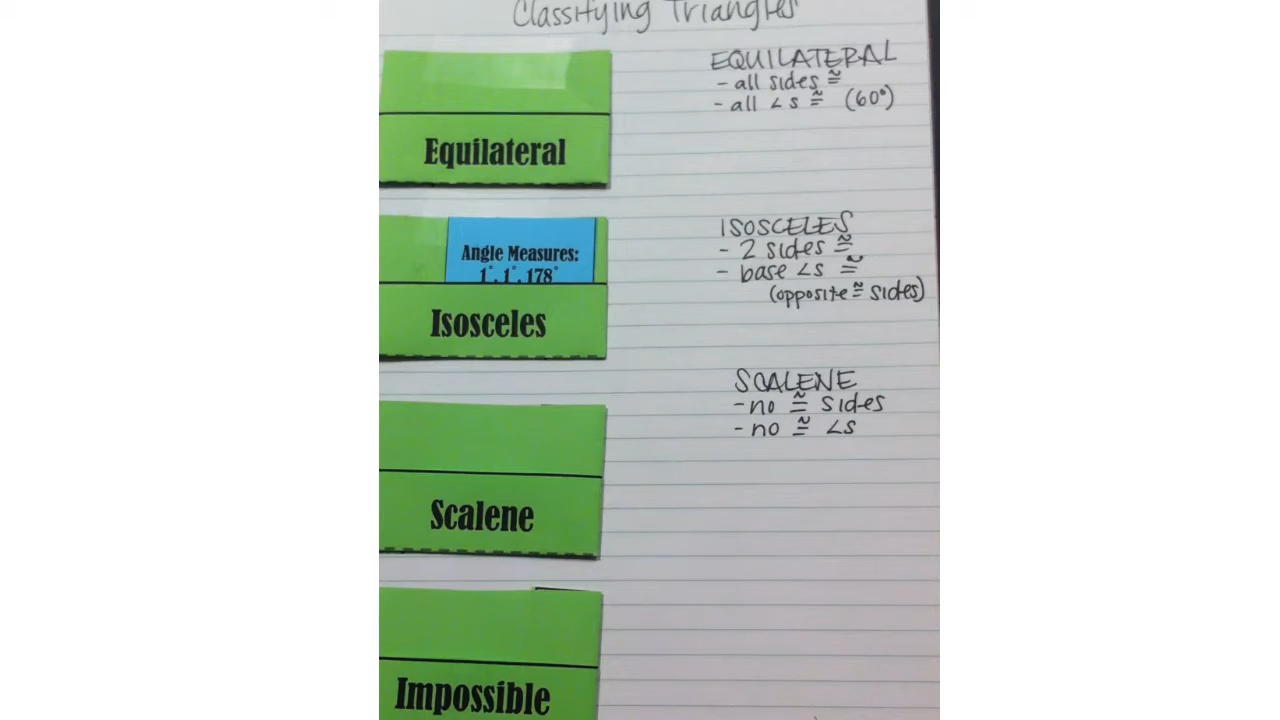 Classifying Triangles
Equilateral
EQUILATERAL
- all sides ≅
- all ∠s ≅ (60°)
Angle Measures:
1°, 1°, 178°
Isosceles
ISOSCELES
- 2 sides ≅
- base ∠s ≅
(opposite ≅ sides)
Scalene
SCALENE
- no ≅ sides
- no ≅ ∠s
Impossible